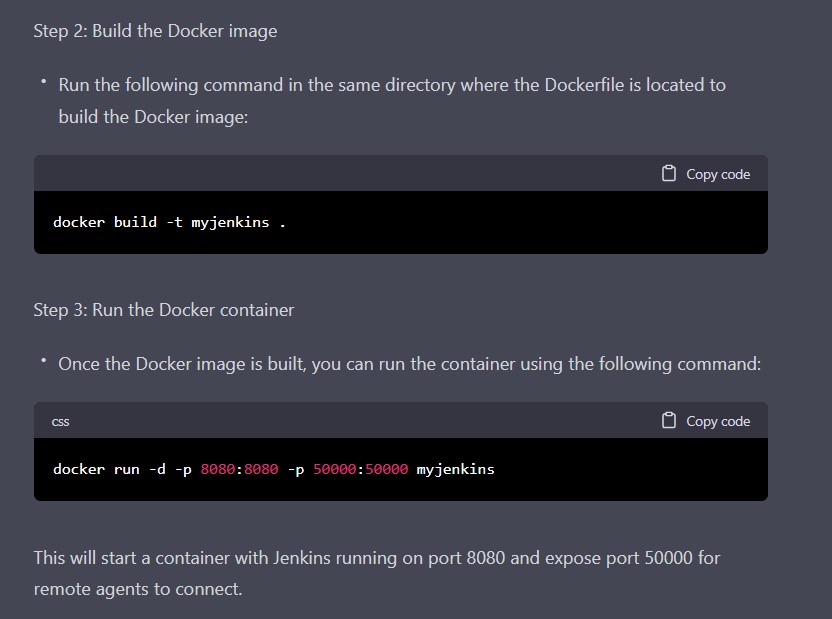 Step 2: Build the Docker image
• Run the following command in the same directory where the Dockerfile is located to
build the Docker image:
Copy code
docker build -t myjenkins .
Step 3: Run the Docker container
• Once the Docker image is built, you can run the container using the following command:
css Copy code
docker run -d -p 8080:8080 -p 50000:50000 myjenkins
This will start a container with Jenkins running on port 8080 and expose port 50000 for
remote agents to connect.